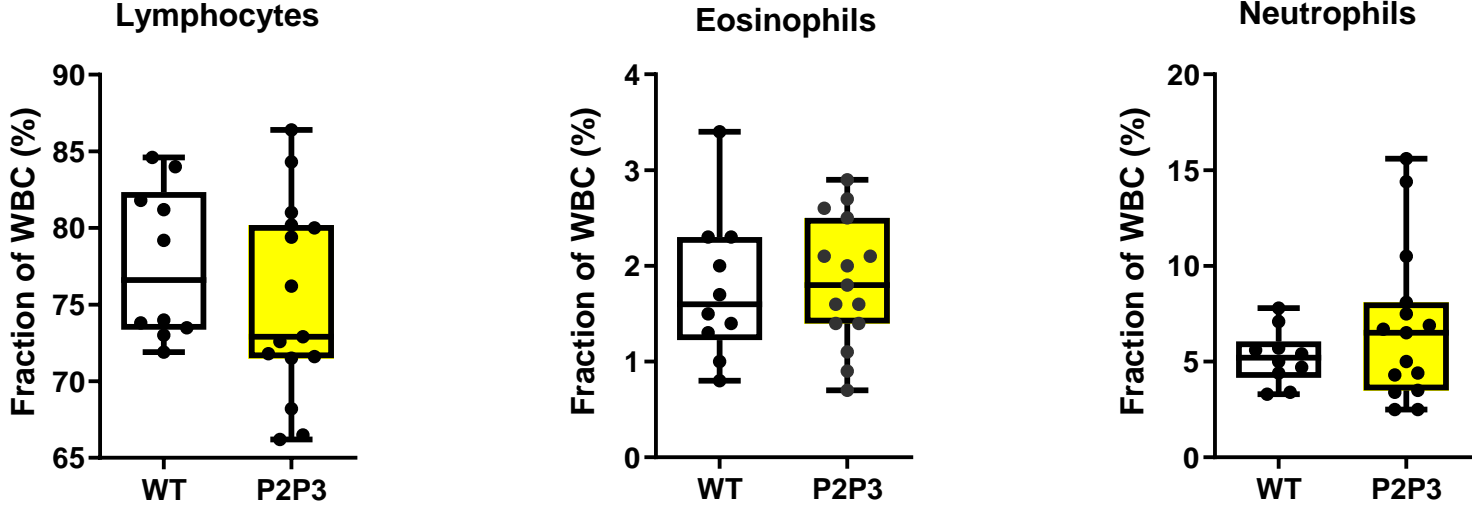 Lymphocytes
Fraction of WBC (%)
90
85
80
75
70
65
WT P2P3
Eosinophils
Fraction of WBC (%)
4
3
2
1
0
WT P2P3
Neutrophils
Fraction of WBC (%)
20
15
10
5
0
WT P2P3